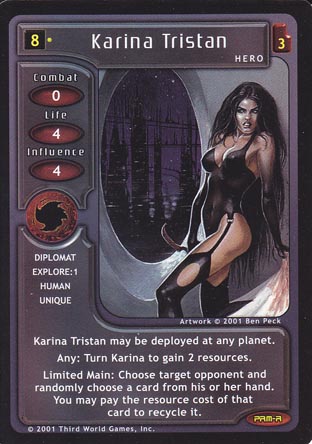 8
Karina Tristan
3
HERO
Combat
0
Life
4
Influence
4
DIPLOMAT
EXPLORE:1
HUMAN
UNIQUE
Artwork © 2001 Ben Peck
Karina Tristan may be deployed at any planet.
Any: Turn Karina to gain 2 resources.
Limited Main: Choose target opponent and
randomly choose a card from his or her hand.
You may pay the resource cost of
that card to recycle it.
© 2001 Third World Games, Inc.
PRM-R